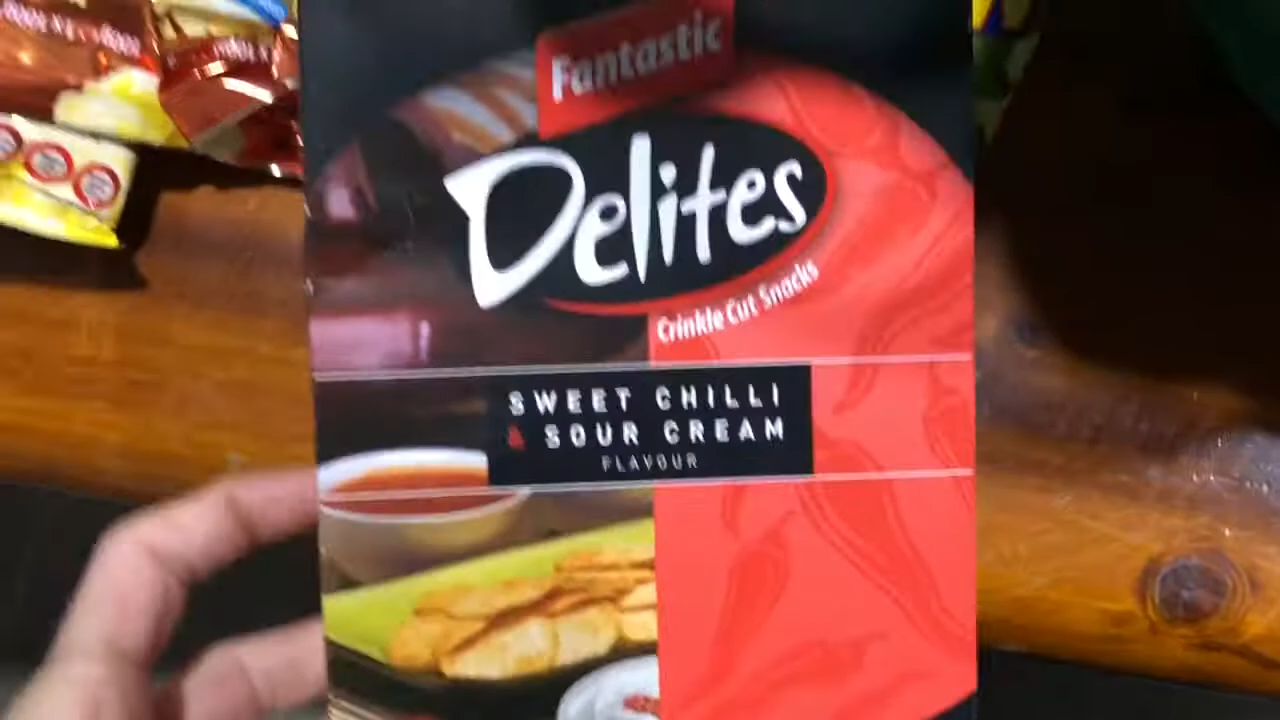 Fantastic
Delites
Crinkle Cut Snacks
SWEET CHILLI
& SOUR CREAM
FLAVOUR